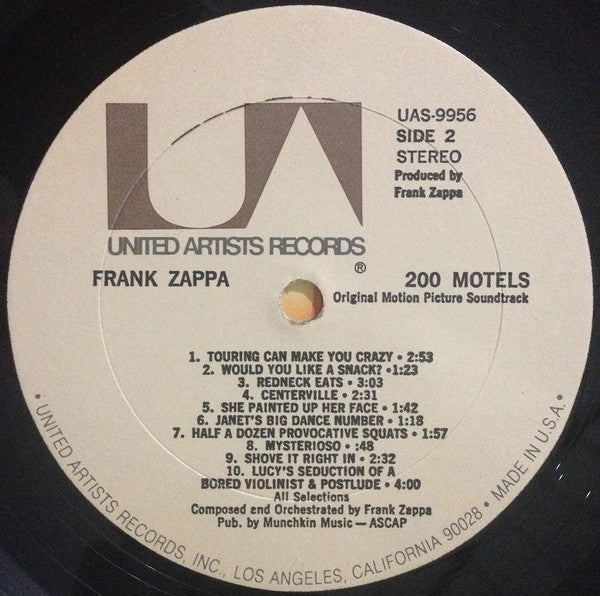 UA
UAS-9956
SIDE 2
STEREO
Produced by
Frank Zappa
UNITED ARTISTS RECORDS
®
FRANK ZAPPA
200 MOTELS
Original Motion Picture Soundtrack
1. TOURING CAN MAKE YOU CRAZY • 2:53
2. WOULD YOU LIKE A SNACK? • 1:23
3. REDNECK EATS • 3:03
4. CENTERVILLE • 2:31
5. SHE PAINTED UP HER FACE • 1:42
6. JANET'S BIG DANCE NUMBER • 1:18
7. HALF A DOZEN PROVOCATIVE SQUATS • 1:57
8. MYSTERIOSO • :48
9. SHOVE IT RIGHT IN • 2:32
10. LUCY'S SEDUCTION OF A
BORED VIOLINIST & POSTLUDE • 4:00
All Selections
Composed end Orchestrated by Frank Zappa
Pub. by Munchkin Music — ASCAP
• UNITED ARTISTS RECORDS, INC., LOS ANGELES, CALIFORNIA 90028 • MADE IN U.S.A. •